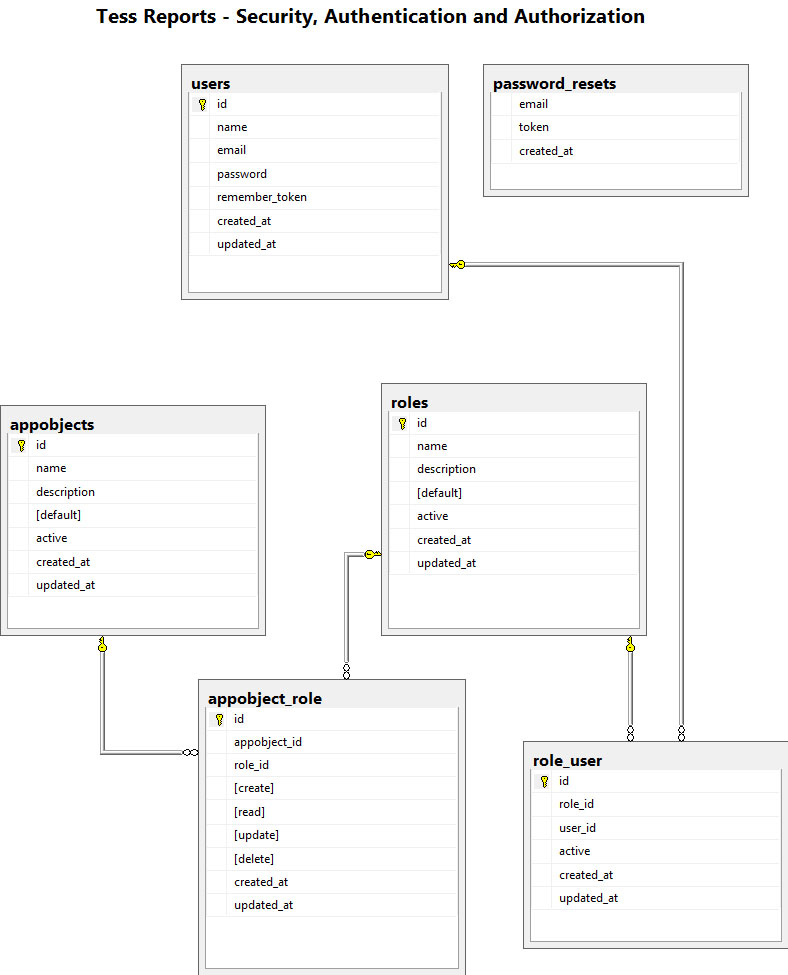 Tess Reports - Security, Authentication and Authorization
users
id
name
email
password
remember_token
created_at
updated_at
password_resets
email
token
created_at
appobjects
id
name
description
[default]
active
created_at
updated_at
roles
id
name
description
[default]
active
created_at
updated_at
appobject_role
id
appobject_id
role_id
[create]
[read]
[update]
[delete]
created_at
updated_at
role_user
id
role_id
user_id
active
created_at
updated_at